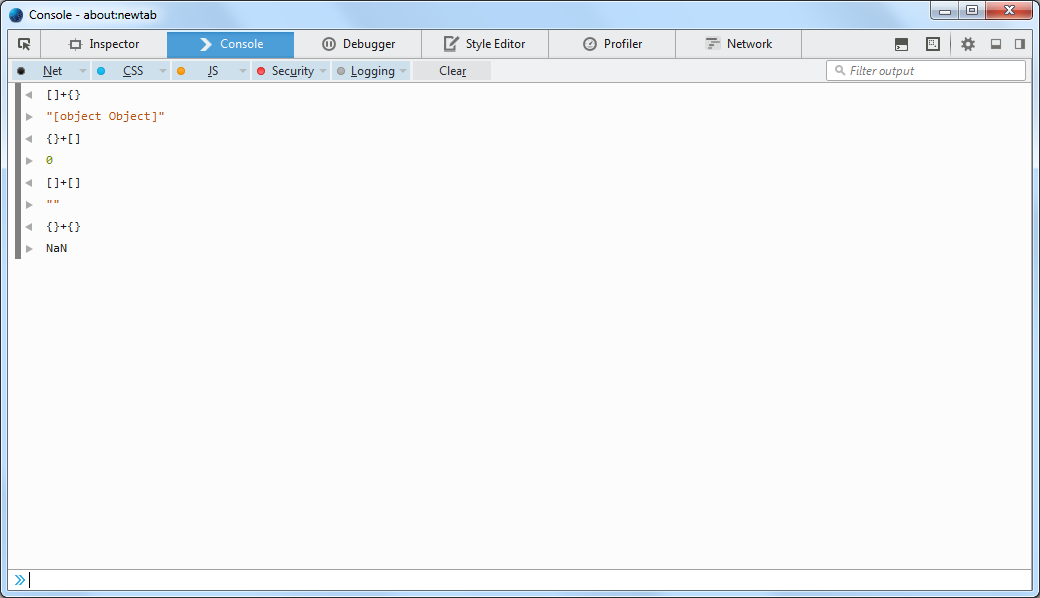 Console - about:newtab
Inspector Console Debugger Style Editor Profiler Network
Net CSS JS Security Logging Clear Filter output
[]+{}
"[object Object]"
{}+[]
0
[]+[]
""
{}+{}
NaN